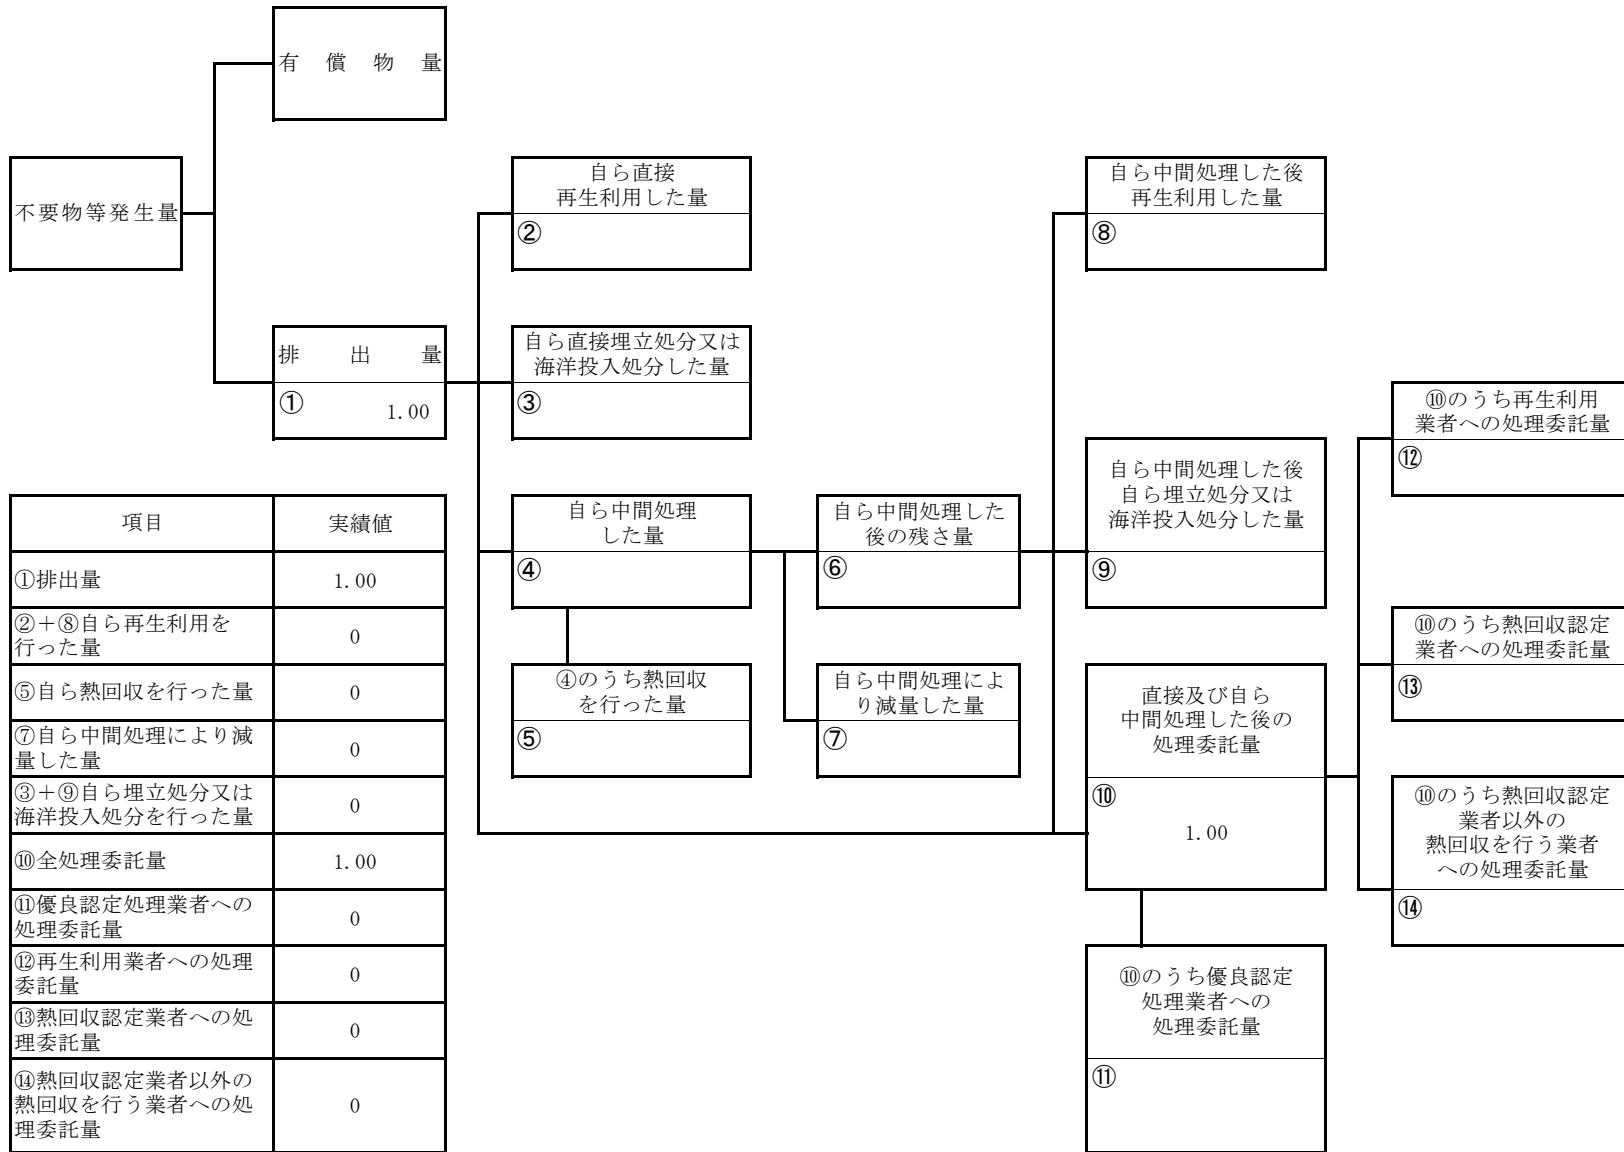 有償物量
不要物等発生量
排出量
①
1.00
自ら直接
再生利用した量
②
自ら直接埋立処分又は
海洋投入処分した量
③
自ら中間処理
した量
④
④のうち熱回収
を行った量
⑤
自ら中間処理した
後の残さ量
⑥
自ら中間処理によ
り減量した量
⑦
自ら中間処理した後
再生利用した量
⑧
自ら中間処理した後
自ら埋立処分又は
海洋投入処分した量
⑨
直接及び自ら
中間処理した後の
処理委託量
⑩
1.00
⑩のうち優良認定
処理業者への
処理委託量
⑪
⑩のうち再生利用
業者への処理委託量
⑫
⑩のうち熱回収認定
業者への処理委託量
⑬
⑩のうち熱回収認定
業者以外の
熱回収を行う業者
への処理委託量
⑭
項目 実績値
①排出量 1.00
②+⑧自ら再生利用を
行った量 0
⑤自ら熱回収を行った量 0
⑦自ら中間処理により減
量した量 0
③+⑨自ら埋立処分又は
海洋投入処分を行った量 0
⑩全処理委託量 1.00
⑪優良認定処理業者への
処理委託量 0
⑫再生利用業者への処理
委託量 0
⑬熱回収認定業者への処
理委託量 0
⑭熱回収認定業者以外の
熱回収を行う業者への処
理委託量 0